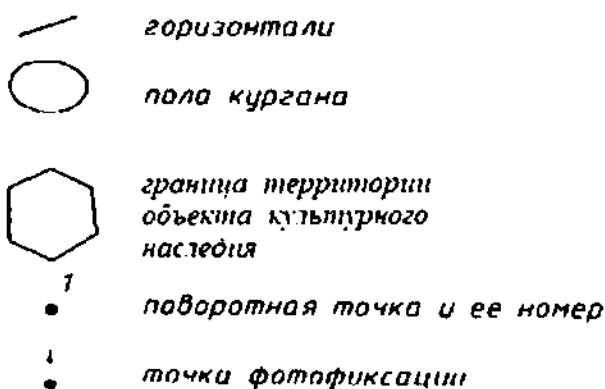 горизонтали
пола кургана
граница территории
объекта культурного
наследия
1
поворотная точка и ее номер
точки фотофиксации